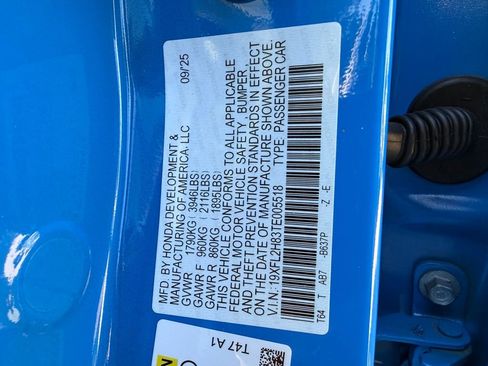 MFD. BY HONDA DEVELOPMENT &
MANUFACTURING OF AMERICA, LLC 09/25
GVWR 1790KG( 3946LBS)
GAWR F 960KG( 2116LBS)
GAWR R 860KG( 1895LBS)
THIS VEHICLE CONFORMS TO ALL APPLICABLE
FEDERAL MOTOR VEHICLE SAFETY, BUMPER,
AND THEFT PREVENTION STANDARDS IN EFFECT
ON THE DATE OF MANUFACTURE SHOWN ABOVE.
V.I.N: 19XFL2H83TE005518 TYPE: PASSENGER CAR
T64 T AB7 -B637P -Z -E
T47 A1